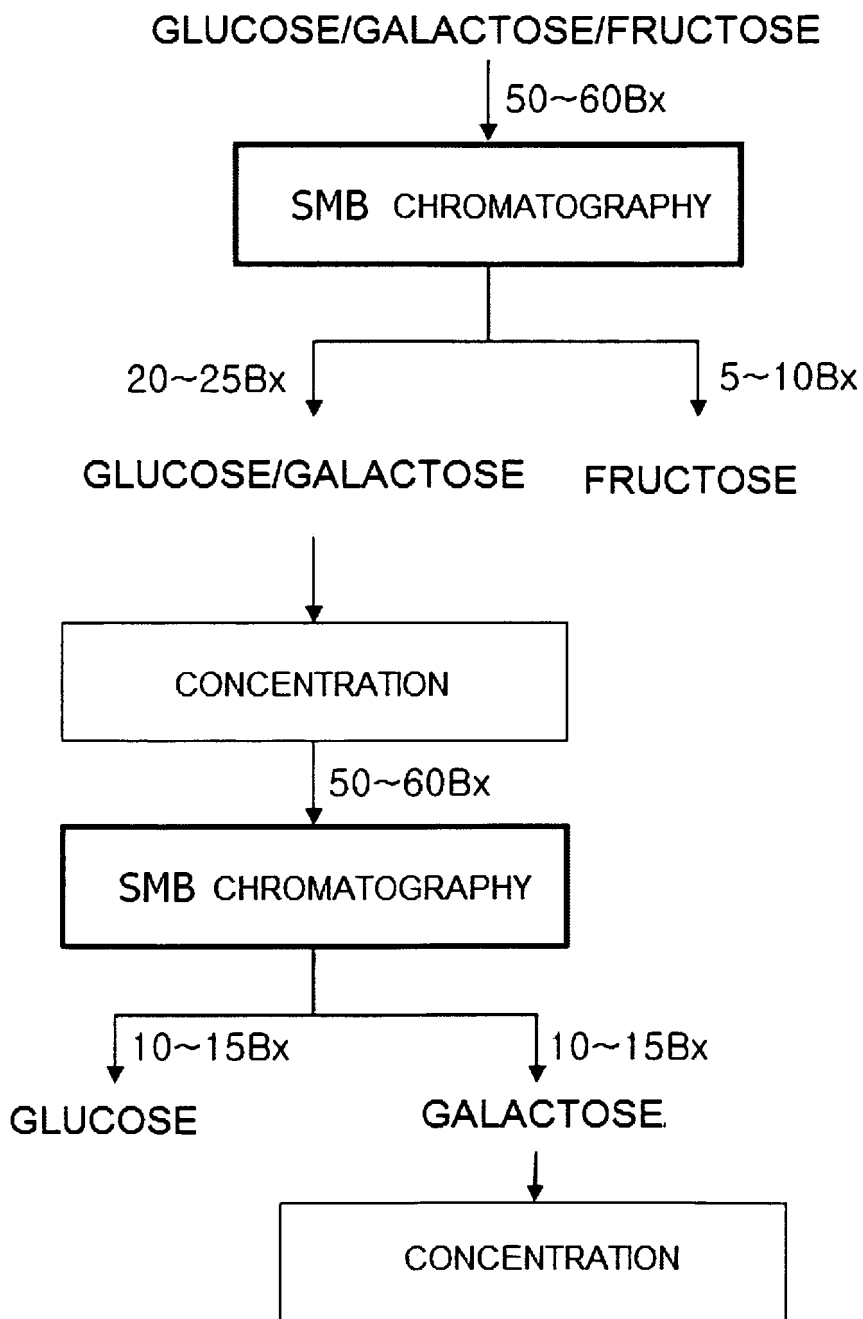 GLUCOSE/GALACTOSE/FRUCTOSE
50~60Bx
SMB CHROMATOGRAPHY
20~25Bx
5~10Bx
GLUCOSE/GALACTOSE
FRUCTOSE
CONCENTRATION
50~60Bx
SMB CHROMATOGRAPHY
10~15Bx
10~15Bx
GLUCOSE
GALACTOSE
CONCENTRATION